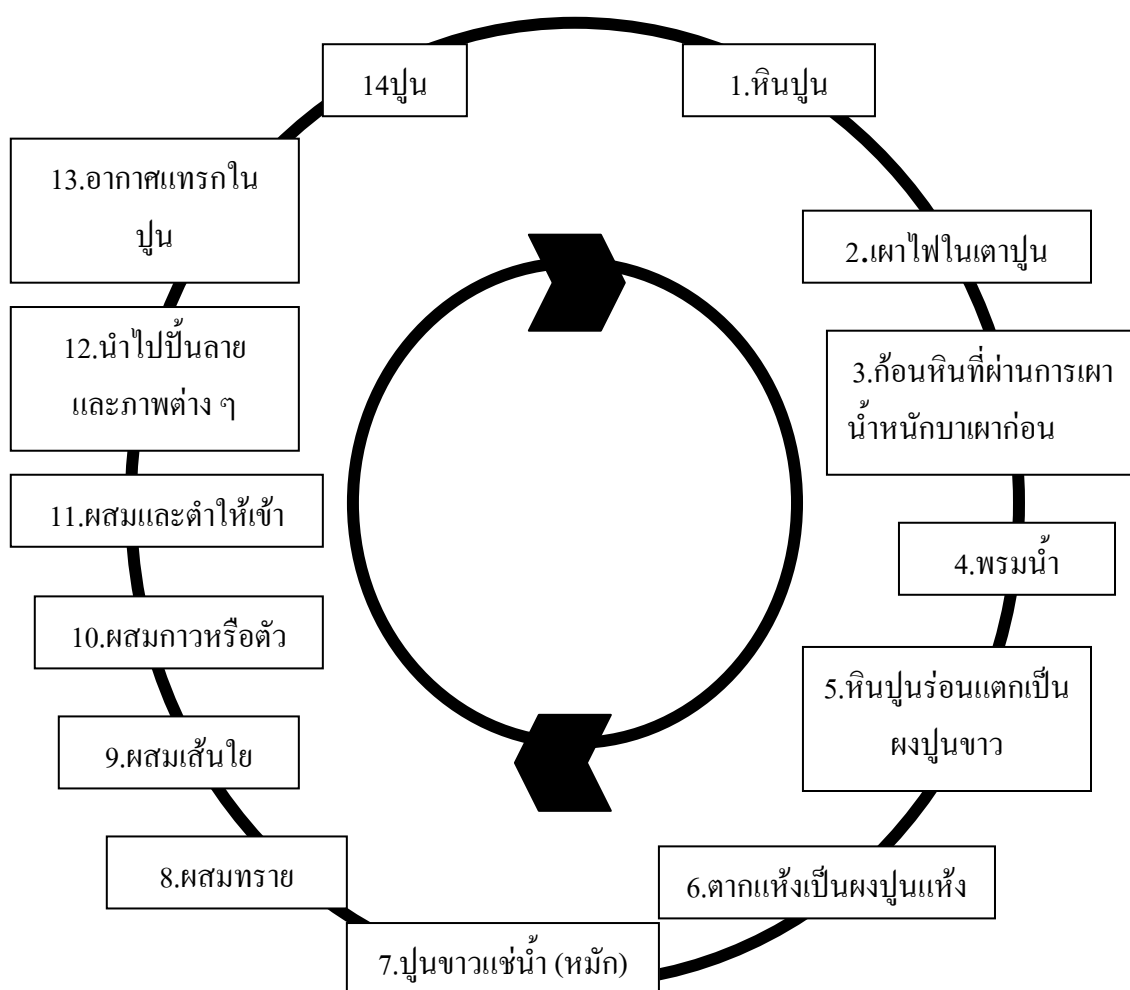 1.หินปูน
2.เผาไฟในเตาปูน
3.ก้อนหินที่ผ่านการเผา
น้ำหนักบาเผาก่อน
4.พรมน้ำ
5.หินปูนร่อนแตกเป็น
ผงปูนขาว
6.ตากแห้งเป็นผงปูนแห้ง
7.ปูนขาวแช่น้ำ (หมัก)
8.ผสมทราย
9.ผสมเส้นใย
10.ผสมกาวหรือตัว
11.ผสมและตำให้เข้า
12.นำไปปั้นลาย
และภาพต่าง ๆ
13.อากาศแทรกใน
ปูน
14ปูน